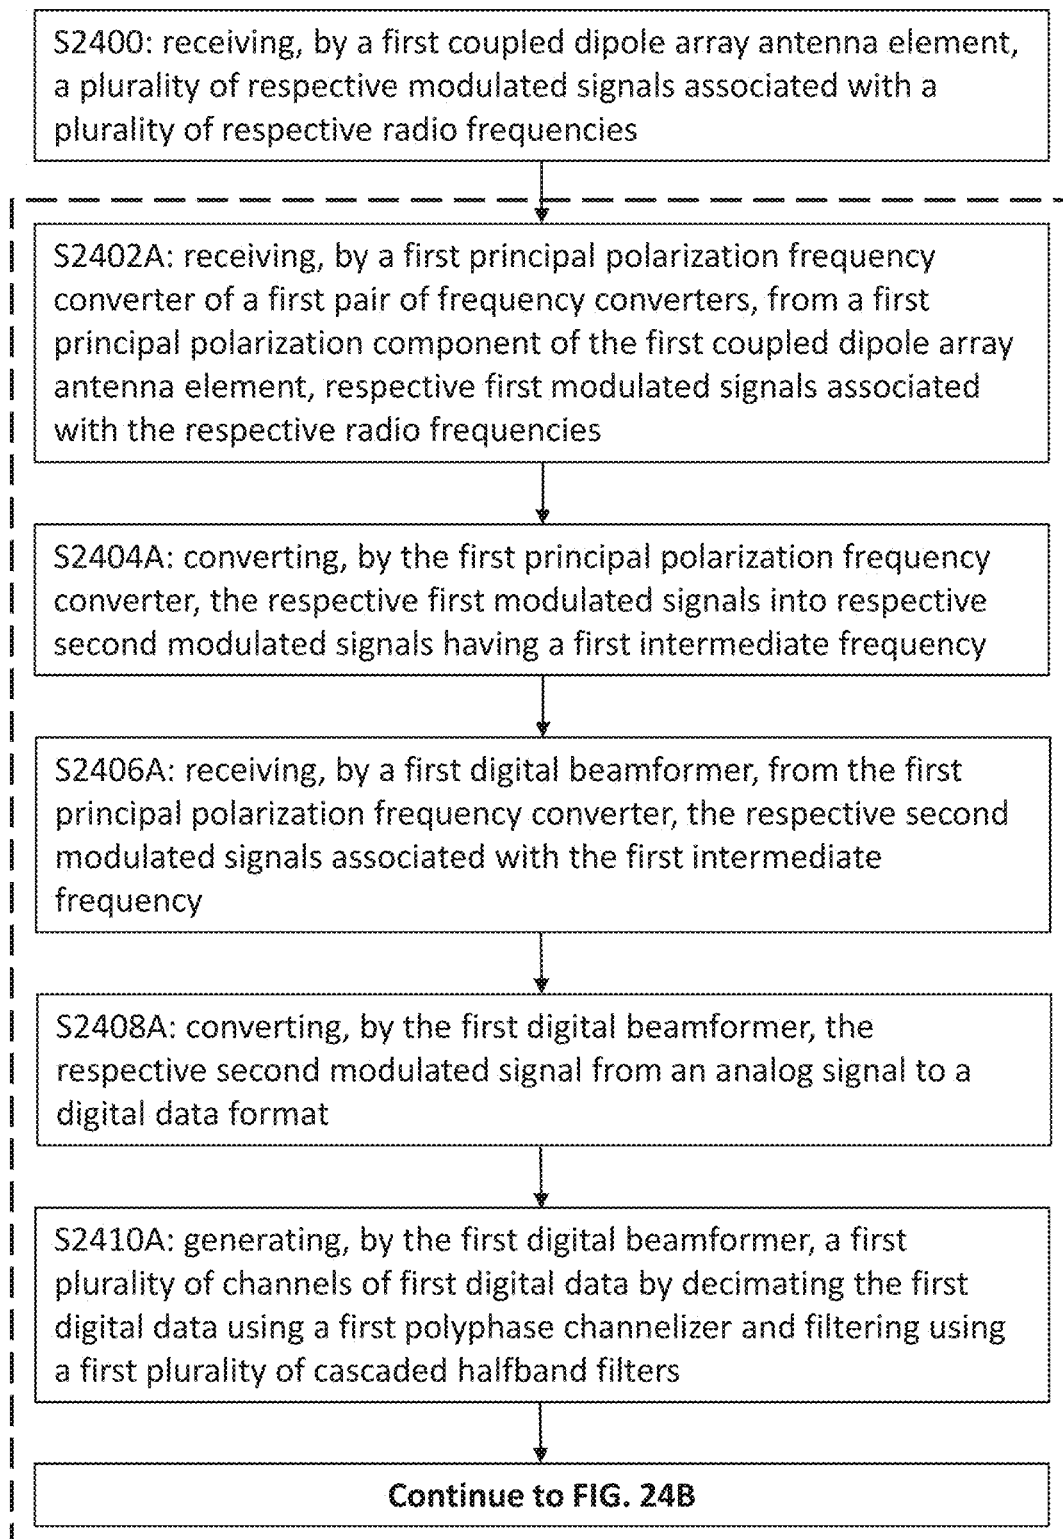 S2400: receiving, by a first coupled dipole array antenna element,
a plurality of respective modulated signals associated with a
plurality of respective radio frequencies
S2402A: receiving, by a first principal polarization frequency
converter of a first pair of frequency converters, from a first
principal polarization component of the first coupled dipole array
antenna element, respective first modulated signals associated
with the respective radio frequencies
S2404A: converting, by the first principal polarization frequency
converter, the respective first modulated signals into respective
second modulated signals having a first intermediate frequency
S2406A: receiving, by a first digital beamformer, from the first
principal polarization frequency converter, the respective second
modulated signals associated with the first intermediate
frequency
S2408A: converting, by the first digital beamformer, the
respective second modulated signal from an analog signal to a
digital data format
S2410A: generating, by the first digital beamformer, a first
plurality of channels of first digital data by decimating the first
digital data using a first polyphase channelizer and filtering using
a first plurality of cascaded halfband filters
Continue to FIG. 24B